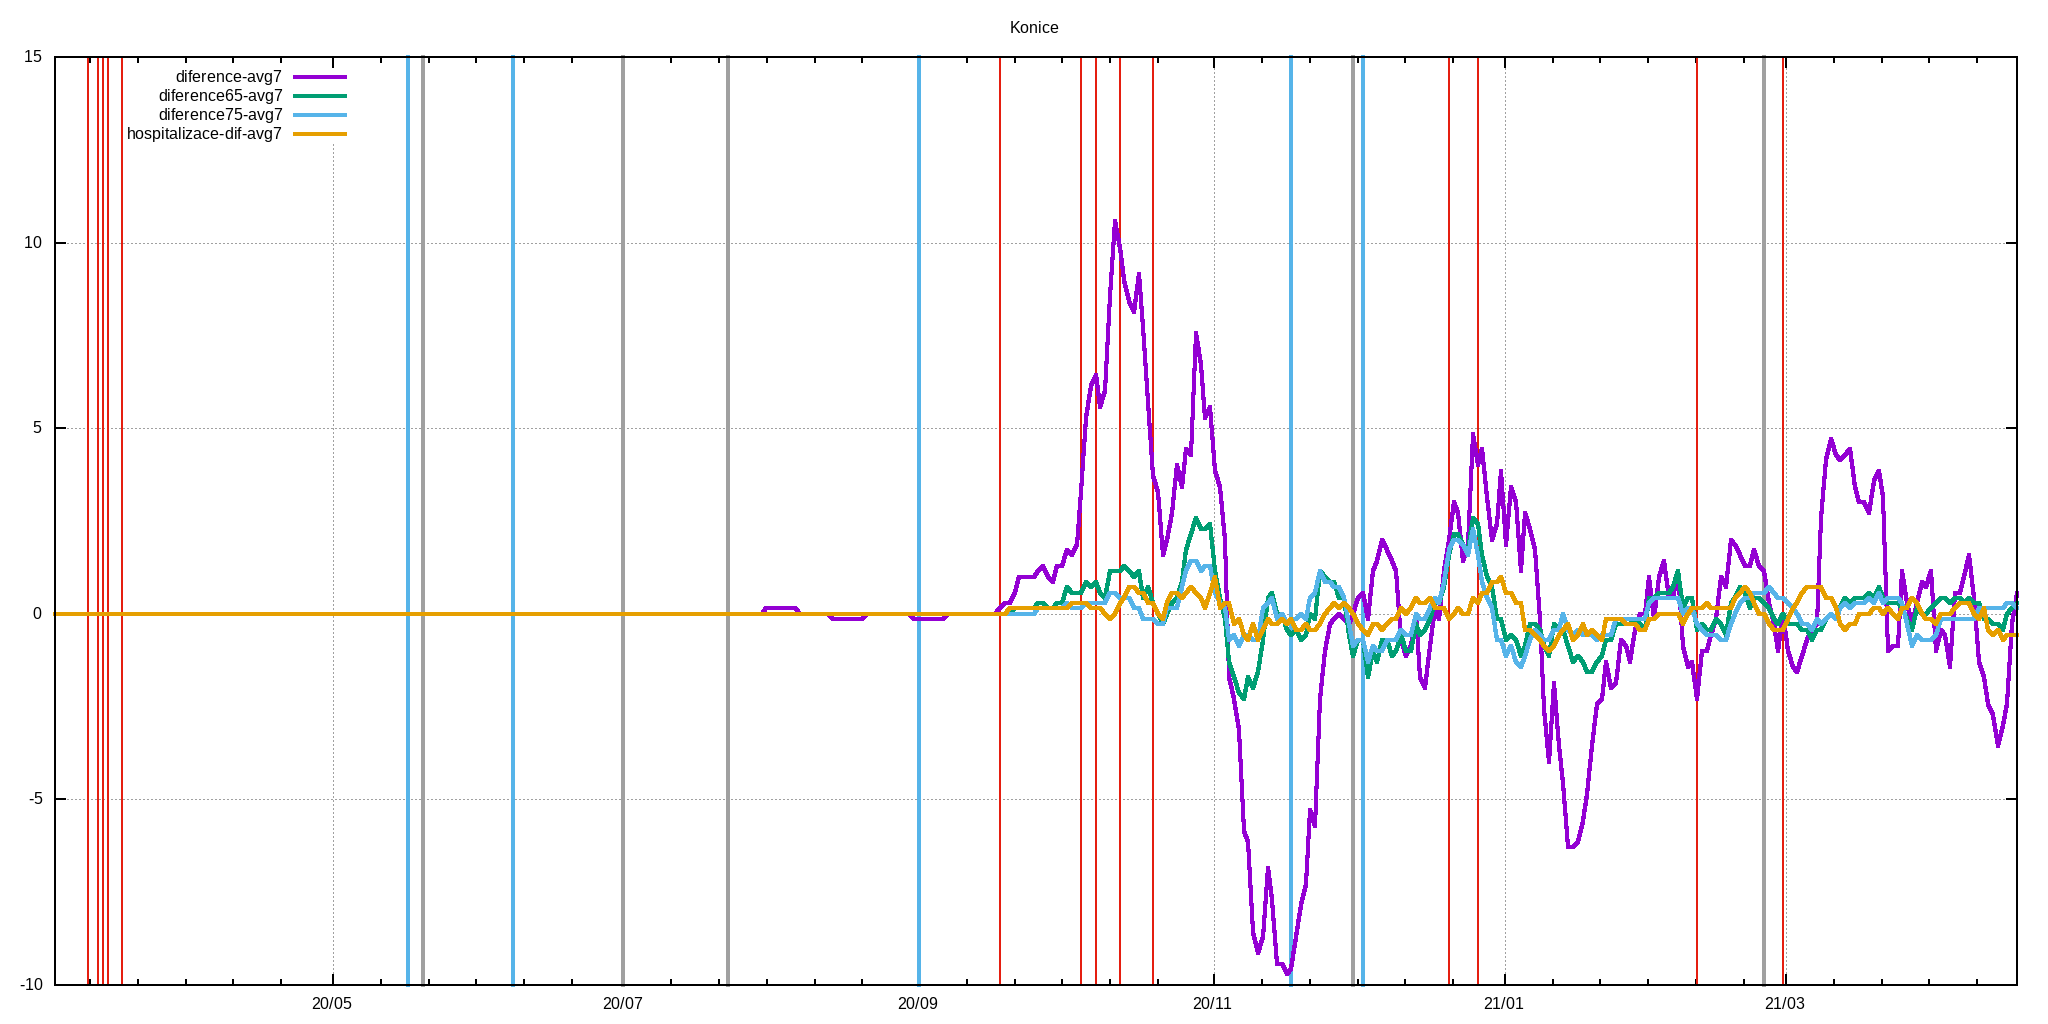 Konice
15
diference-avg7
diference65-avg7
diference75-avg7
hospitalizace-dif-avg7
10
5
0
-5
-10
20/05
20/07
20/09
20/11
21/01
21/03